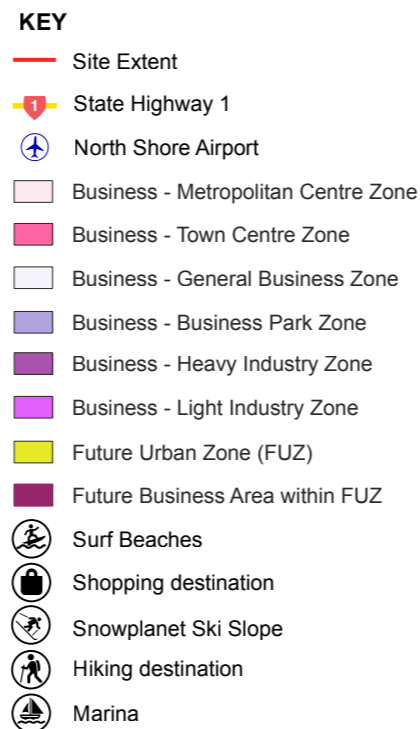 KEY
Site Extent
1 State Highway 1
North Shore Airport
Business - Metropolitan Centre Zone
Business - Town Centre Zone
Business - General Business Zone
Business - Business Park Zone
Business - Heavy Industry Zone
Business - Light Industry Zone
Future Urban Zone (FUZ)
Future Business Area within FUZ
Surf Beaches
Shopping destination
Snowplanet Ski Slope
Hiking destination
Marina